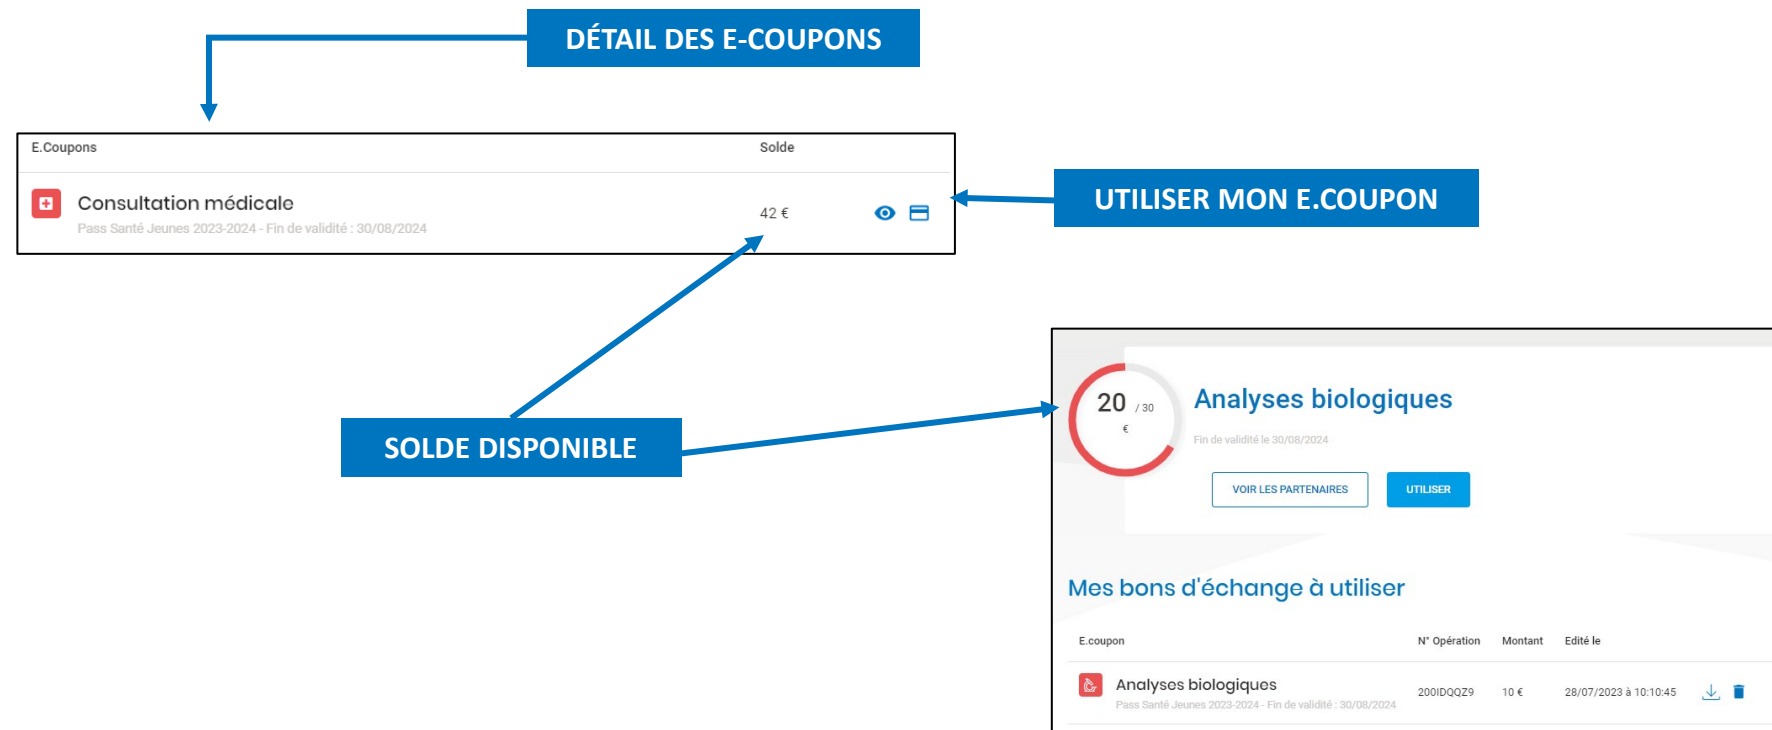 DÉTAIL DES E-COUPONS
E.Coupons Solde
Consultation médicale
42 €
Pass Santé Jeunes 2023-2024 - Fin de validité : 30/08/2024
UTILISER MON E.COUPON
SOLDE DISPONIBLE
20 / 30
€
Analyses biologiques
Fin de validité le 30/08/2024
VOIR LES PARTENAIRES UTILISER
Mes bons d'échange à utiliser
E.coupon N° Opération Montant Edité le
Analyses biologiques
200IDQQZ9 10 € 28/07/2023 à 10:10:45
Pass Santé Jeunes 2023-2024 - Fin de validité : 30/08/2024